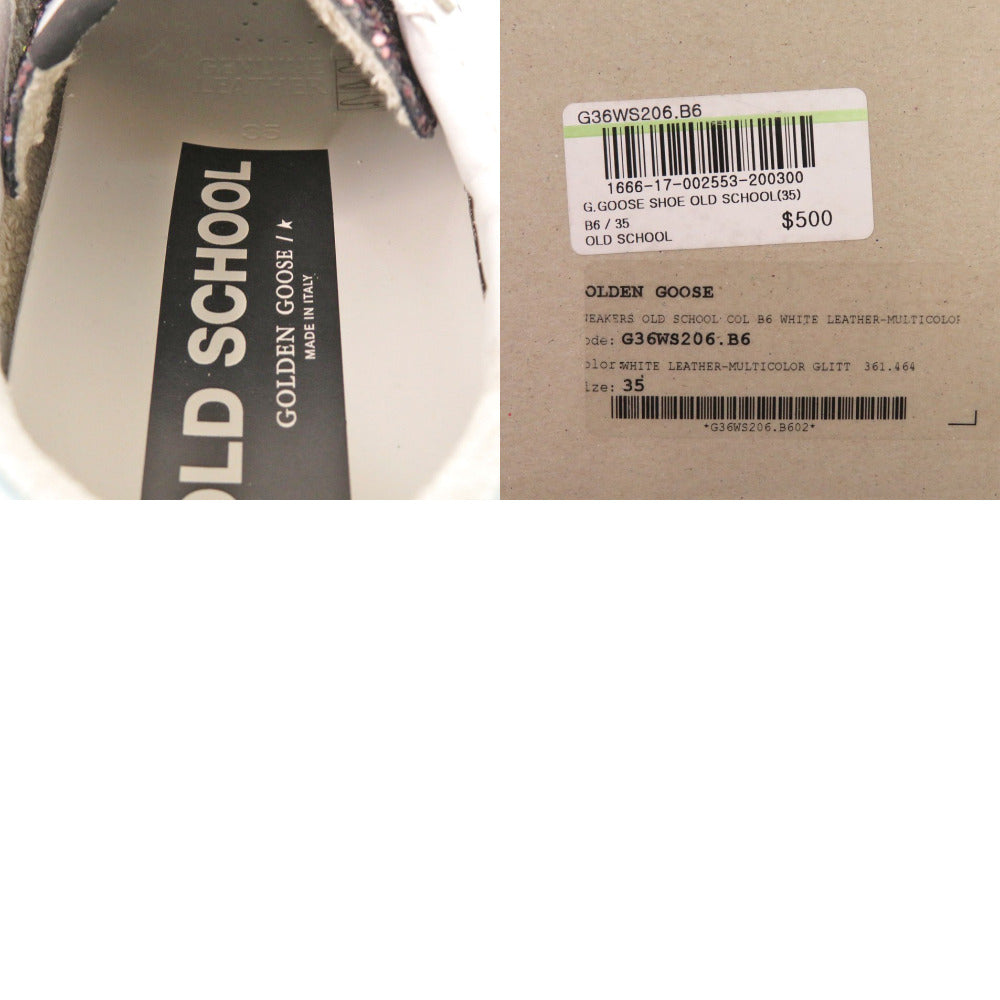 GENUINE
LEATHER
35
OLD SCHOOL
GOLDEN GOOSE /
MADE IN ITALY
G36WS206.B6
1666-17-002553-200300
G.GOOSE SHOE OLD SCHOOL(35)
B6 / 35 $500
OLD SCHOOL
OLDEN GOOSE
NEAKERS OLD SCHOOL COL B6 WHITE LEATHER-MULTICOLOR
ode: G36WS206.B6
olor:WHITE LEATHER-MULTICOLOR GLITT 361.464
ize: 35
*G36WS206.B602*